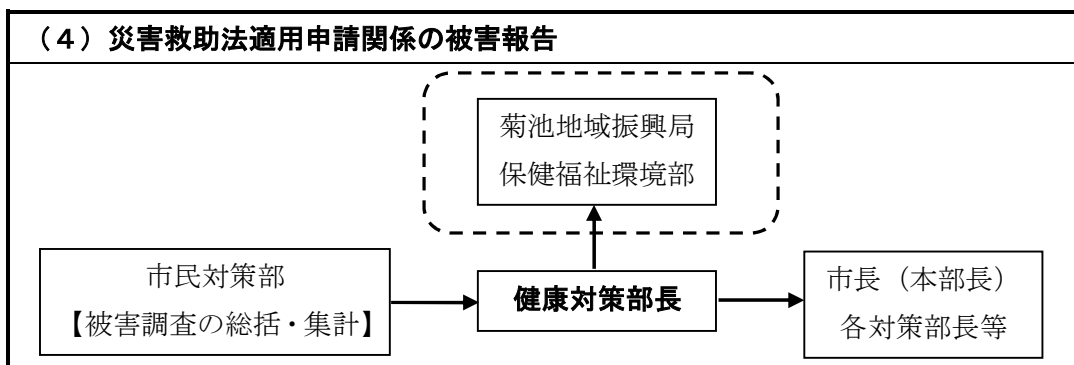 （４）災害救助法適用申請関係の被害報告
菊池地域振興局
保健福祉環境部
市民対策部
【被害調査の総括・集計】
健康対策部長
市長（本部長）
各対策部長等